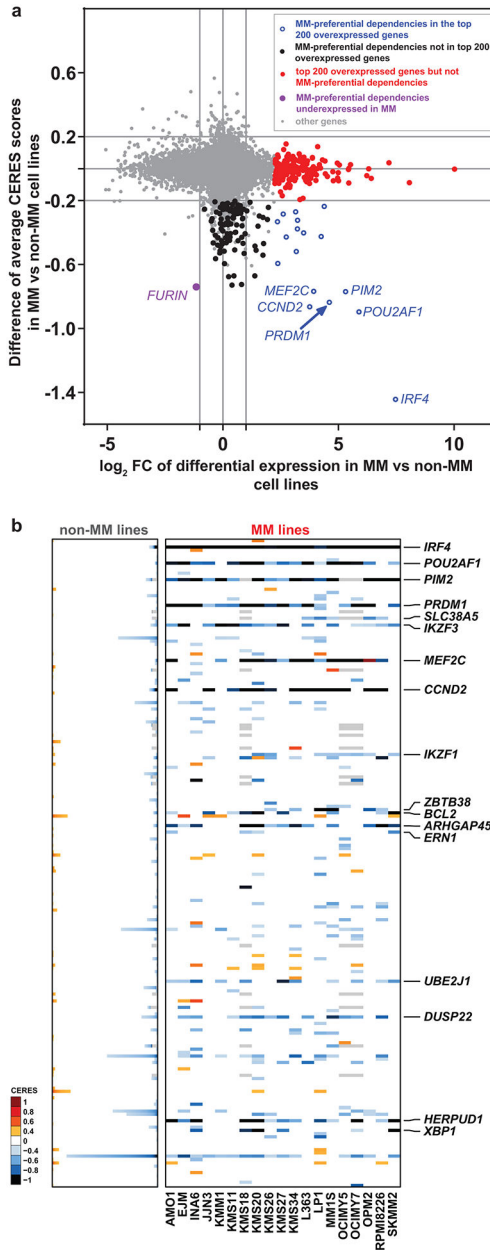 a
MM-preferential dependencies in the top
200 overexpressed genes
MM-preferential dependencies not in top 200
overexpressed genes
top 200 overexpressed genes but not
MM-preferential dependencies
MM-preferential dependencies
underexpressed in MM
other genes
Difference of average CERES scores
in MM vs non-MM cell lines
0.6
0.2
-0.2
-0.6
-1.0
-1.4
FURIN
MEF2C
PIM2
CCND2
POU2AF1
PRDM1
IRF4
-5
0
5
10
log2 FC of differential expression in MM vs non-MM
cell lines
b
non-MM lines
MM lines
IRF4
POU2AF1
PIM2
PRDM1
SLC38A5
IKZF3
MEF2C
CCND2
IKZF1
ZBTB38
BCL2
ARHGAP45
ERN1
UBE2J1
DUSP22
HERPUD1
XBP1
CERES
1
0.8
0.6
0.4
0
−0.4
−0.6
−0.8
−1
AMO1
EJM
INA6
JJN3
KMM1
KMS11
KMS18
KMS20
KMS26
KMS27
KMS34
L363
LP1
MM1S
OCIMY5
OCIMY7
OPM2
RPMI8226
SKMM2